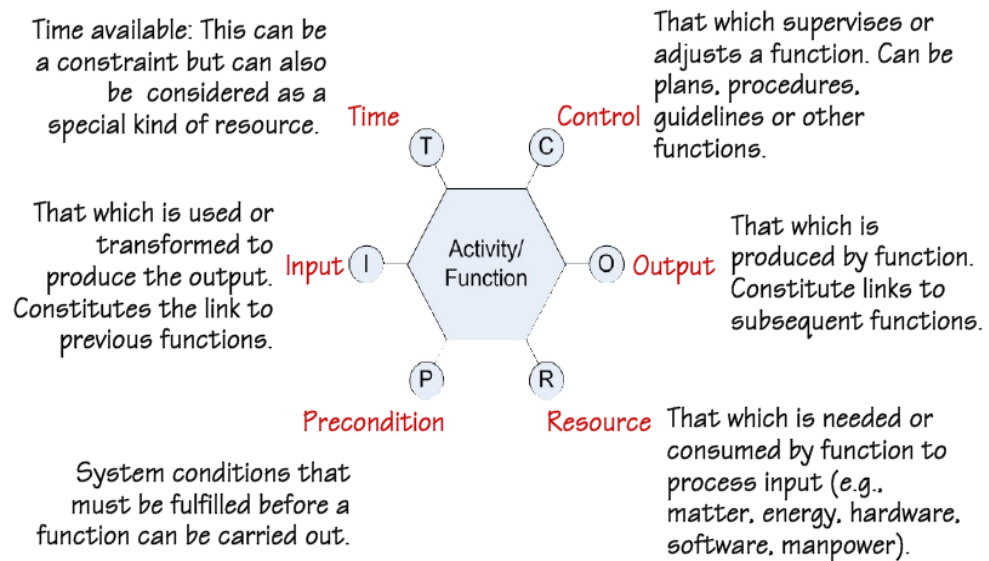 Time available: This can be
a constraint but can also
be considered as a
special kind of resource.
Time
T
That which supervises or
adjusts a function. Can be
plans, procedures,
guidelines or other
functions.
Control
C
That which is used or
transformed to
produce the output.
Constitutes the link to
previous functions.
Input
I
Activity/
Function
O
Output
That which is
produced by function.
Constitute links to
subsequent functions.
P
Precondition
System conditions that
must be fulfilled before a
function can be carried out.
R
Resource
That which is needed or
consumed by function to
process input (e.g.,
matter, energy, hardware,
software, manpower).